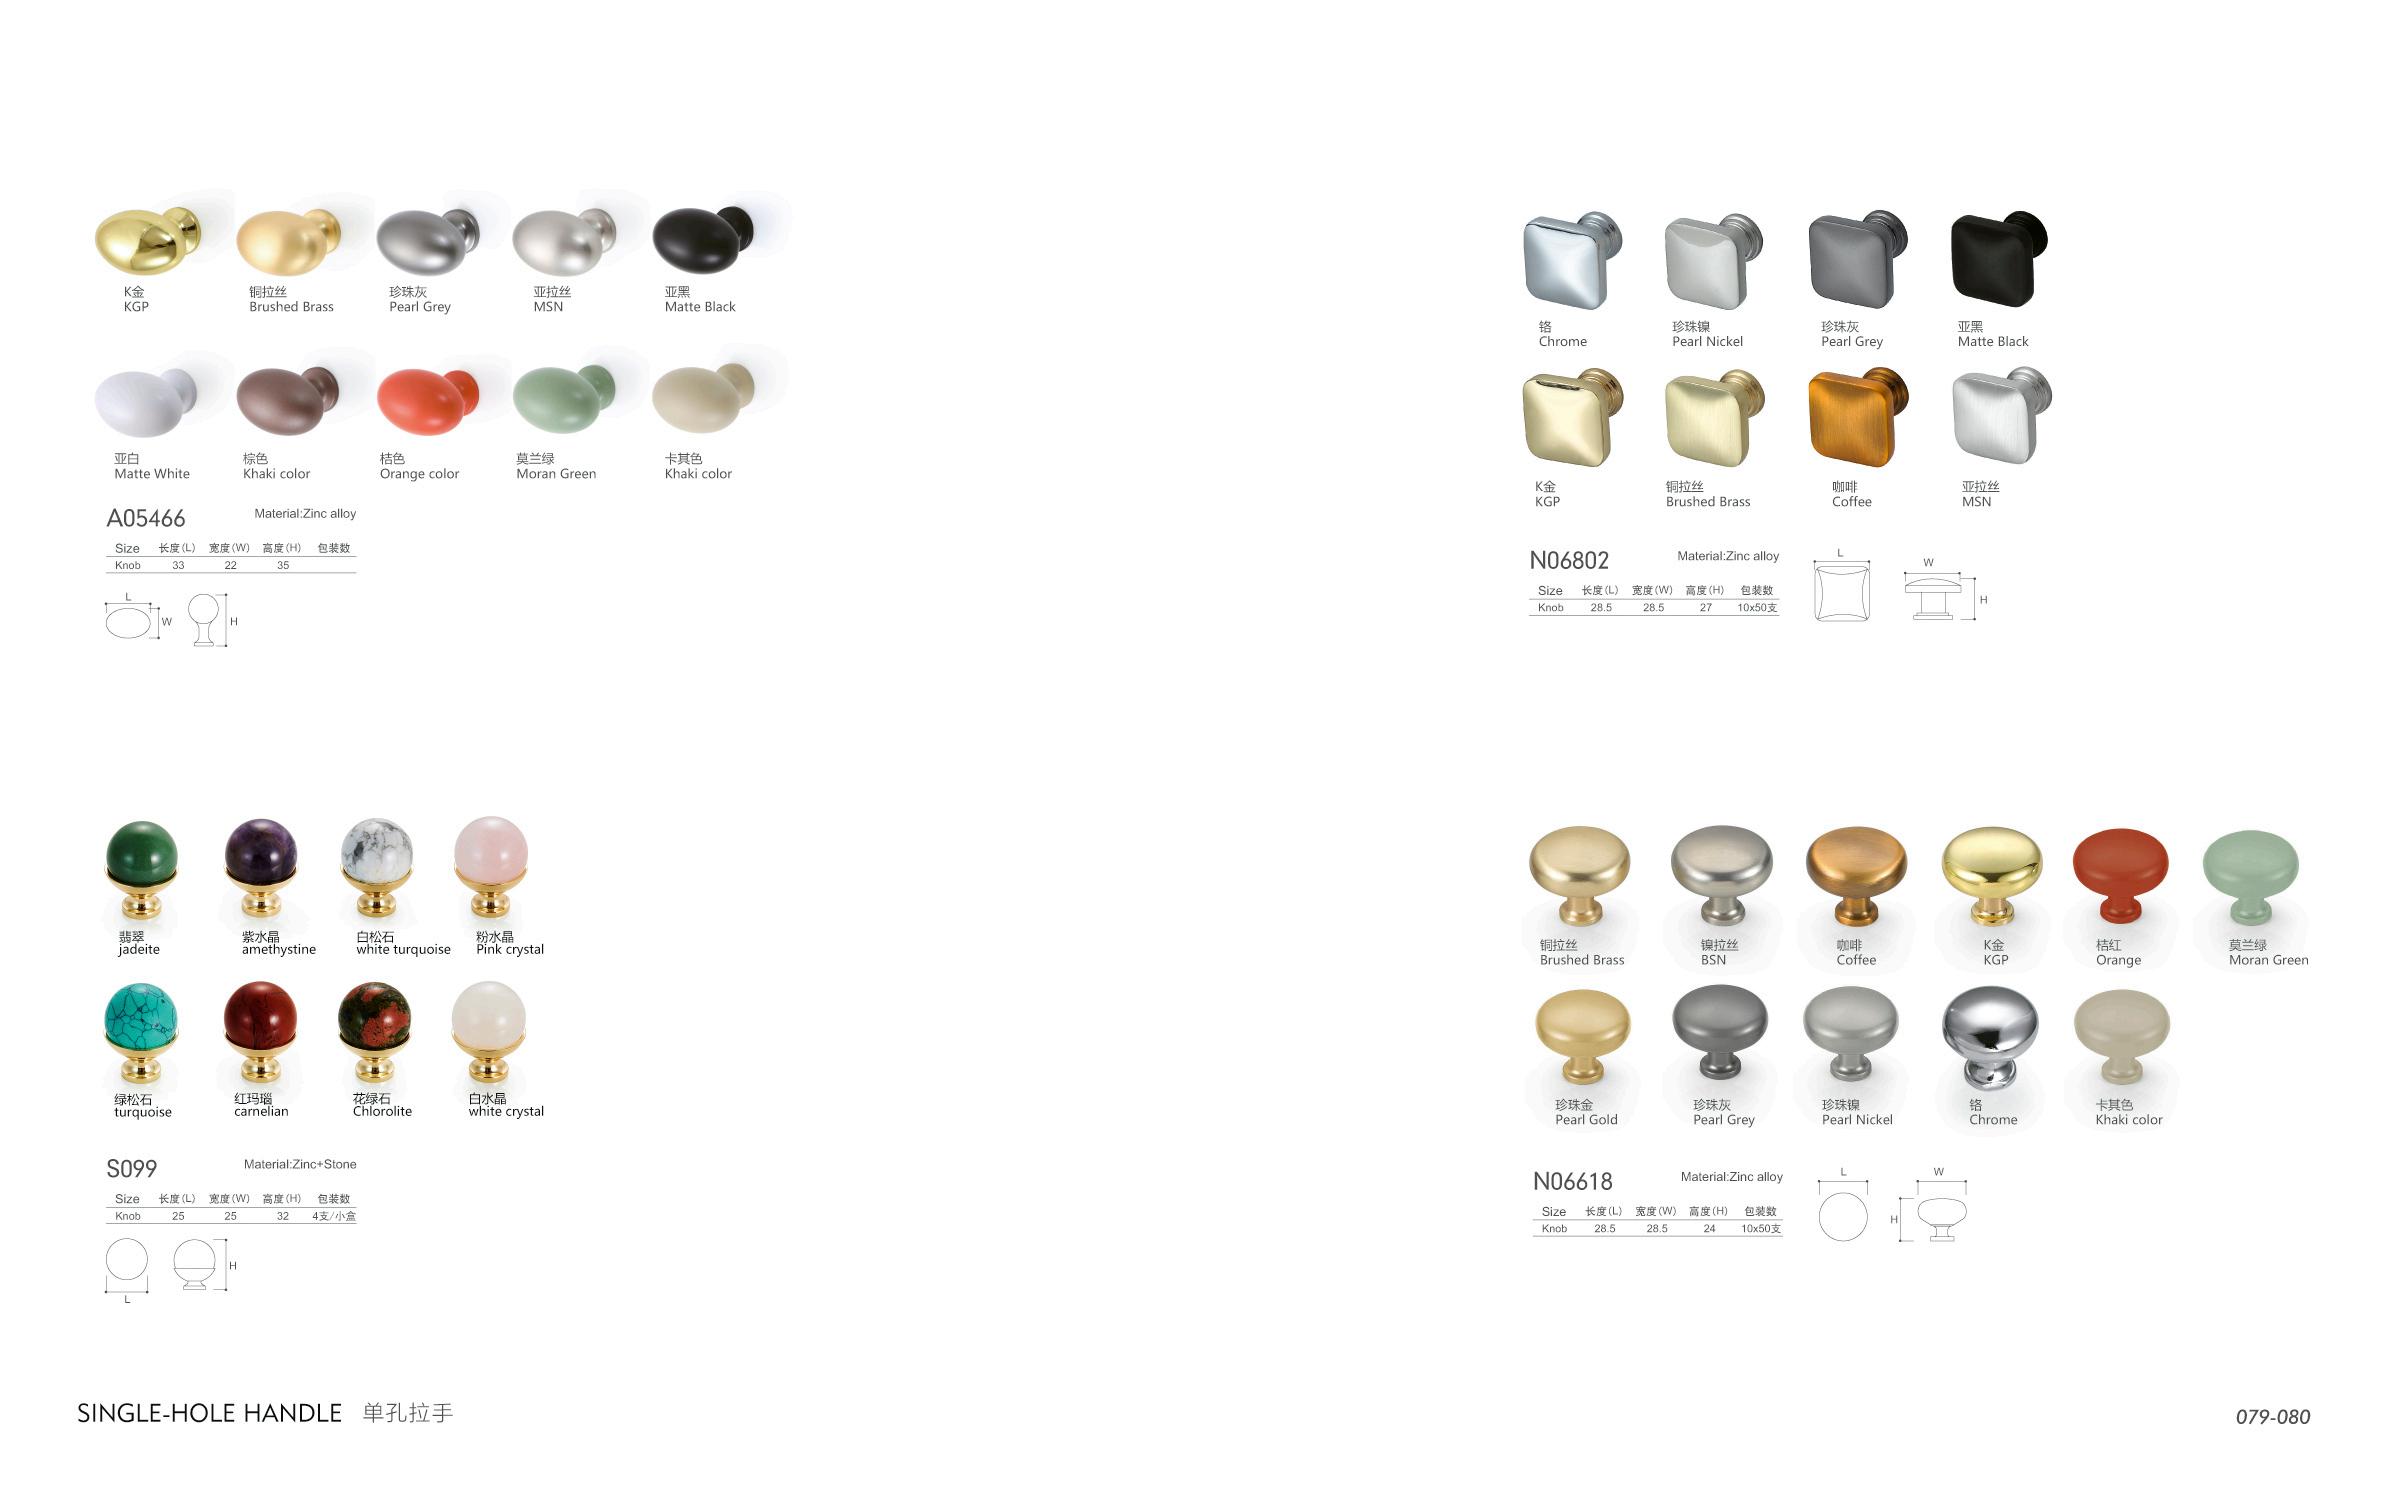 K金
KGP
铜拉丝
Brushed Brass
珍珠灰
Pearl Grey
亚拉丝
MSN
亚黑
Matte Black
亚白
Matte White
棕色
Khaki color
桔色
Orange color
莫兰绿
Moran Green
卡其色
Khaki color
A05466
Material:Zinc alloy
Size 长度(L) 宽度(W) 高度(H) 包装数
Knob 33 22 35
L
W
H
铬
Chrome
珍珠镍
Pearl Nickel
珍珠灰
Pearl Grey
亚黑
Matte Black
K金
KGP
铜拉丝
Brushed Brass
咖啡
Coffee
亚拉丝
MSN
N06802
Material:Zinc alloy
Size 长度(L) 宽度(W) 高度(H) 包装数
Knob 28.5 28.5 27 10x50支
L
W
H
翡翠
jadeite
紫水晶
amethystine
白松石
white turquoise
粉水晶
Pink crystal
绿松石
turquoise
红玛瑙
carnelian
花绿石
Chlorolite
白水晶
white crystal
S099
Material:Zinc+Stone
Size 长度(L) 宽度(W) 高度(H) 包装数
Knob 25 25 32 4支/小盒
H
L
铜拉丝
Brushed Brass
镍拉丝
BSN
咖啡
Coffee
K金
KGP
桔红
Orange
莫兰绿
Moran Green
珍珠金
Pearl Gold
珍珠灰
Pearl Grey
珍珠镍
Pearl Nickel
铬
Chrome
卡其色
Khaki color
N06618
Material:Zinc alloy
Size 长度(L) 宽度(W) 高度(H) 包装数
Knob 28.5 28.5 24 10x50支
L
W
H
SINGLE-HOLE HANDLE 单孔拉手
079-080